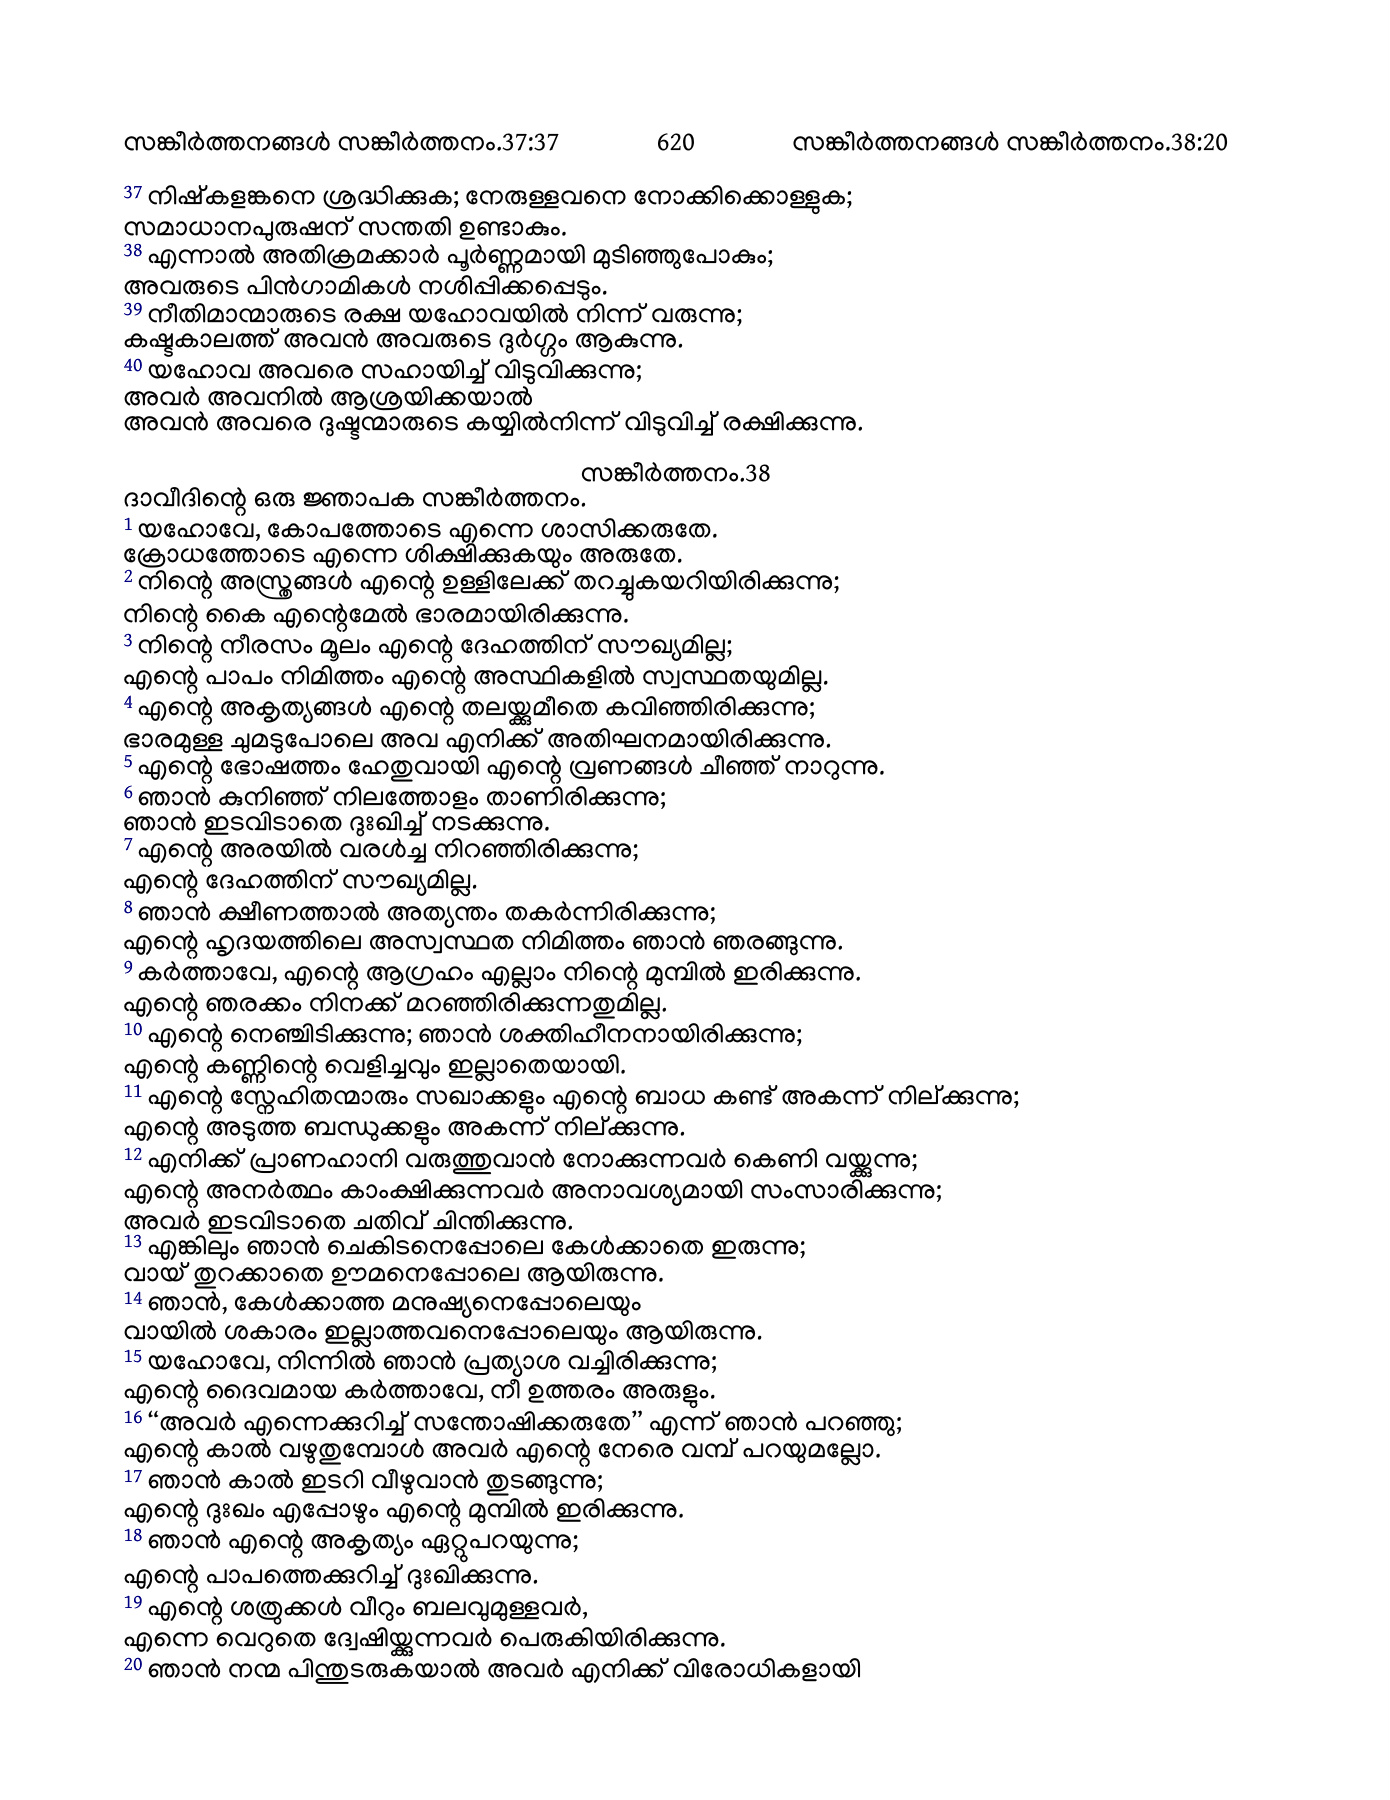 സങ്കീർത്തനങ്ങൾ സങ്കീർത്തനം.37:37 620 സങ്കീർത്തനങ്ങൾ സങ്കീർത്തനം.38:20
37 നിഷ്കളങ്കനെ ശ്രദ്ധിക്കുക; നേരുള്ളവനെ നോക്കിക്കൊള്ളുക;
സമാധാനപുരുഷന് സന്തതി ഉണ്ടാകും.
38 എന്നാൽ അതിക്രമക്കാർ പൂർണ്ണമായി മുടിഞ്ഞുപോകും;
അവരുടെ പിൻഗാമികൾ നശിപ്പിക്കപ്പെടും.
39 നീതിമാന്മാരുടെ രക്ഷ യഹോവയിൽ നിന്ന് വരുന്നു;
കഷ്ടകാലത്ത് അവൻ അവരുടെ ദുർഗ്ഗം ആകുന്നു.
40 യഹോവ അവരെ സഹായിച്ച് വിടുവിക്കുന്നു;
അവർ അവനിൽ ആശ്രയിക്കയാൽ
അവൻ അവരെ ദുഷ്ടന്മാരുടെ കയ്യിൽനിന്ന് വിടുവിച്ച് രക്ഷിക്കുന്നു.
സങ്കീർത്തനം.38
ദാവീദിന്റെ ഒരു ജ്ഞാപക സങ്കീർത്തനം.
1 യഹോവേ, കോപത്തോടെ എന്നെ ശാസിക്കരുതേ.
ക്രോധത്തോടെ എന്നെ ശിക്ഷിക്കുകയും അരുതേ.
2 നിന്റെ അസ്ത്രങ്ങൾ എന്റെ ഉള്ളിലേക്ക് തറച്ചുകയറിയിരിക്കുന്നു;
നിന്റെ കൈ എന്റെമേൽ ഭാരമായിരിക്കുന്നു.
3 നിന്റെ നീരസം മൂലം എന്റെ ദേഹത്തിന് സൗഖ്യമില്ല;
എന്റെ പാപം നിമിത്തം എന്റെ അസ്ഥികളിൽ സ്വസ്ഥതയുമില്ല.
4 എന്റെ അകൃത്യങ്ങൾ എന്റെ തലയ്ക്കുമീതെ കവിഞ്ഞിരിക്കുന്നു;
ഭാരമുള്ള ചുമടുപോലെ അവ എനിക്ക് അതിഘനമായിരിക്കുന്നു.
5 എന്റെ ഭോഷത്തം ഹേതുവായി എന്റെ വ്രണങ്ങൾ ചീഞ്ഞ് നാറുന്നു.
6 ഞാൻ കുനിഞ്ഞ് നിലത്തോളം താണിരിക്കുന്നു;
ഞാൻ ഇടവിടാതെ ദുഃഖിച്ച് നടക്കുന്നു.
7 എന്റെ അരയിൽ വരൾച്ച നിറഞ്ഞിരിക്കുന്നു;
എന്റെ ദേഹത്തിന് സൗഖ്യമില്ല.
8 ഞാൻ ക്ഷീണത്താൽ അത്യന്തം തകർന്നിരിക്കുന്നു;
എന്റെ ഹൃദയത്തിലെ അസ്വസ്ഥത നിമിത്തം ഞാൻ ഞരങ്ങുന്നു.
9 കർത്താവേ, എന്റെ ആഗ്രഹം എല്ലാം നിന്റെ മുമ്പിൽ ഇരിക്കുന്നു.
എന്റെ ഞരക്കം നിനക്ക് മറഞ്ഞിരിക്കുന്നതുമില്ല.
10 എന്റെ നെഞ്ചിടിക്കുന്നു; ഞാൻ ശക്തിഹീനനായിരിക്കുന്നു;
എന്റെ കണ്ണിന്റെ വെളിച്ചവും ഇല്ലാതെയായി.
11 എന്റെ സ്നേഹിതന്മാരും സഖാക്കളും എന്റെ ബാധ കണ്ട് അകന്ന് നില്ക്കുന്നു;
എന്റെ അടുത്ത ബന്ധുക്കളും അകന്ന് നില്ക്കുന്നു.
12 എനിക്ക് പ്രാണഹാനി വരുത്തുവാൻ നോക്കുന്നവർ കെണി വയ്ക്കുന്നു;
എന്റെ അനർത്ഥം കാംക്ഷിക്കുന്നവർ അനാവശ്യമായി സംസാരിക്കുന്നു;
അവർ ഇടവിടാതെ ചതിവ് ചിന്തിക്കുന്നു.
13 എങ്കിലും ഞാൻ ചെകിടനെപ്പോലെ കേൾക്കാതെ ഇരുന്നു;
വായ് തുറക്കാതെ ഊമനെപ്പോലെ ആയിരുന്നു.
14 ഞാൻ, കേൾക്കാത്ത മനുഷ്യനെപ്പോലെയും
വായിൽ ശകാരം ഇല്ലാത്തവനെപ്പോലെയും ആയിരുന്നു.
15 യഹോവേ, നിന്നിൽ ഞാൻ പ്രത്യാശ വച്ചിരിക്കുന്നു;
എന്റെ ദൈവമായ കർത്താവേ, നീ ഉത്തരം അരുളും.
16 “അവർ എന്നെക്കുറിച്ച് സന്തോഷിക്കരുതേ” എന്ന് ഞാൻ പറഞ്ഞു;
എന്റെ കാൽ വഴുതുമ്പോൾ അവർ എന്റെ നേരെ വമ്പ് പറയുമല്ലോ.
17 ഞാൻ കാൽ ഇടറി വീഴുവാൻ തുടങ്ങുന്നു;
എന്റെ ദുഃഖം എപ്പോഴും എന്റെ മുമ്പിൽ ഇരിക്കുന്നു.
18 ഞാൻ എന്റെ അകൃത്യം ഏറ്റുപറയുന്നു;
എന്റെ പാപത്തെക്കുറിച്ച് ദുഃഖിക്കുന്നു.
19 എന്റെ ശത്രുക്കൾ വീറും ബലവുമുള്ളവർ,
എന്നെ വെറുതെ ദ്വേഷിയ്ക്കുന്നവർ പെരുകിയിരിക്കുന്നു.
20 ഞാൻ നന്മ പിന്തുടരുകയാൽ അവർ എനിക്ക് വിരോധികളായി